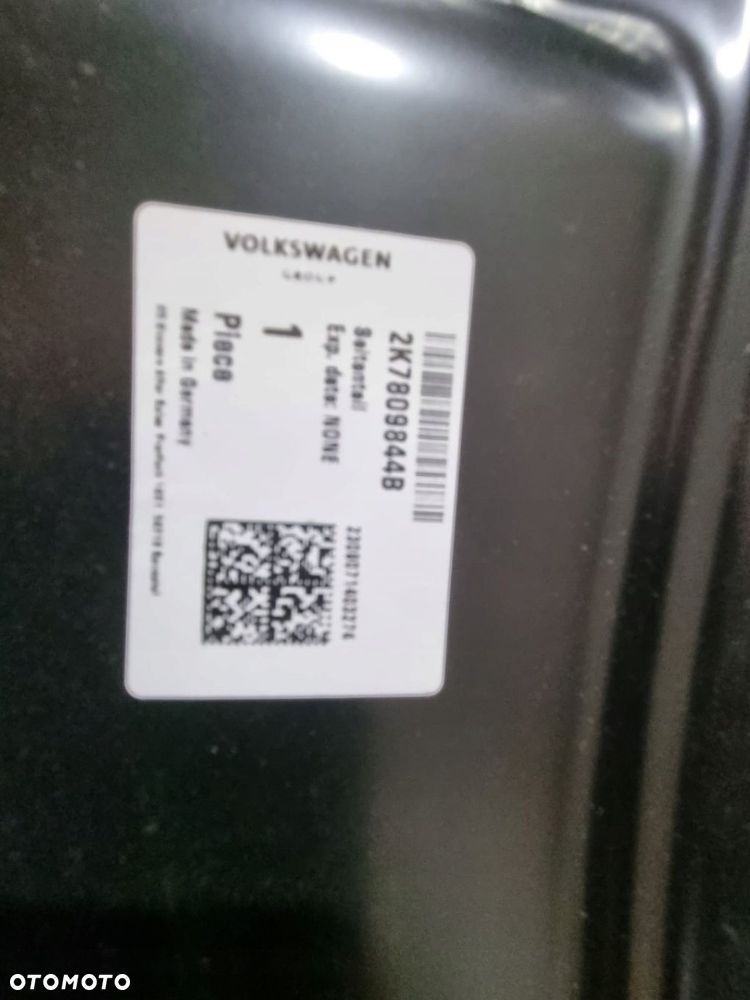 VOLKSWAGEN
GROUP
2K7809844B
Seitenteil
Exp. date: NONE
1
Piece
Made in Germany
OTOMOTO